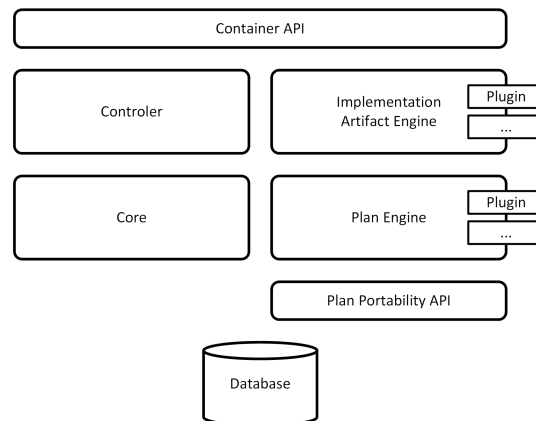 Container API
Controler
Implementation
Artifact Engine
Plugin
...
Core
Plan Engine
Plugin
...
Plan Portability API
Database